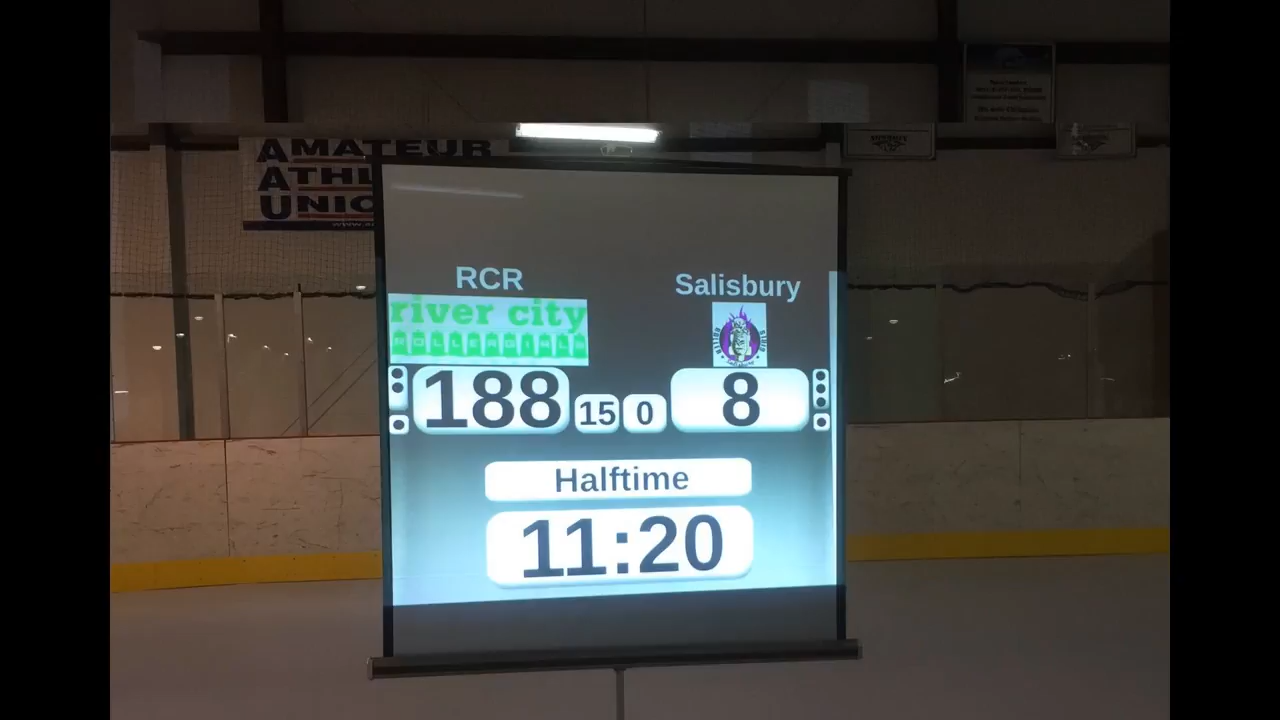 AMATEUR
ATHL
UNIO
RCR
Salisbury
river city
ROLLERGIRLS
188
15
0
8
Halftime
11:20